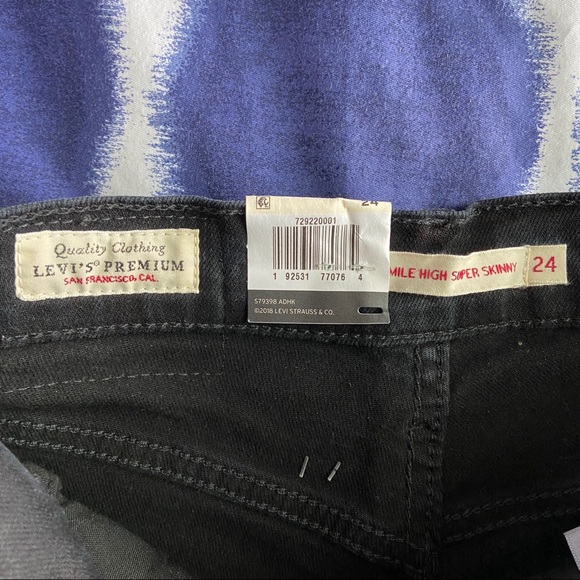 Quality Clothing
LEVI'S® PREMIUM
SAN FRANCISCO, CAL.
24
729220001
1 92531 77076 4
S79398 ADHK
©2018 LEVI STRAUSS & CO.
MILE HIGH SUPER SKINNY
24